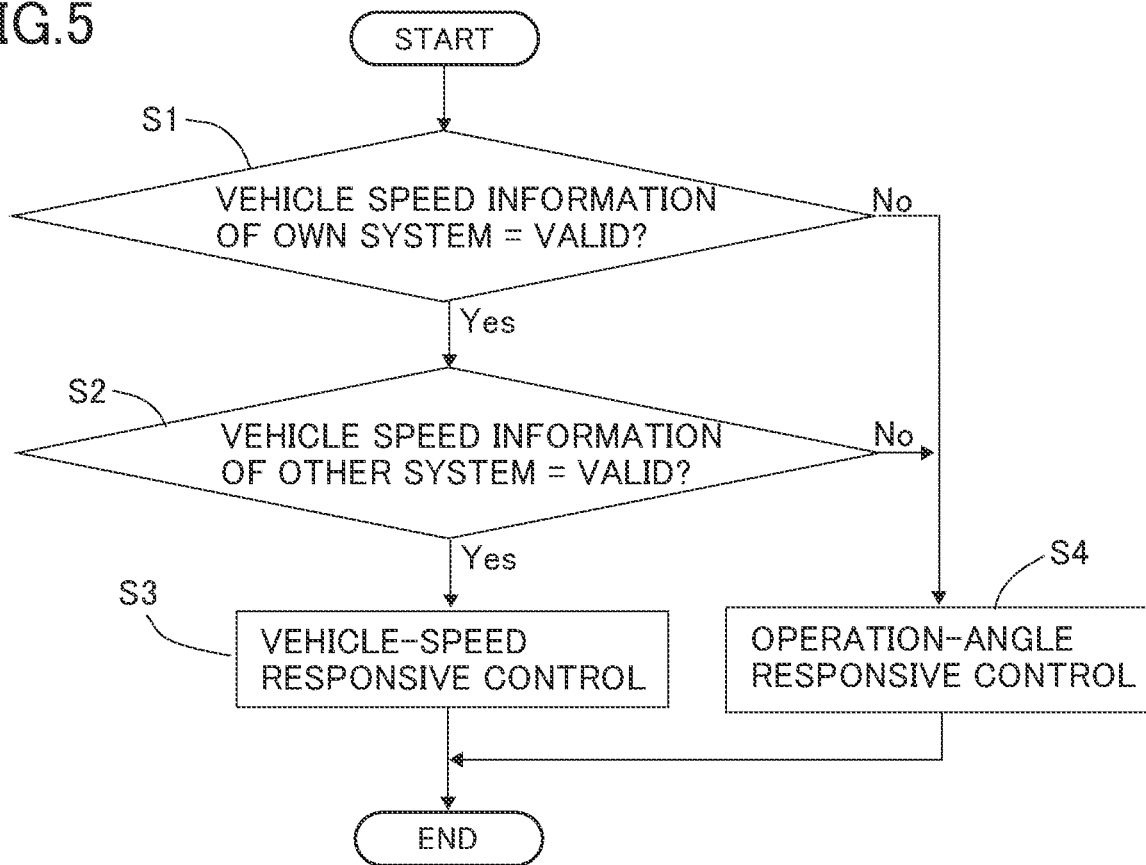 IG.5
START
S1
VEHICLE SPEED INFORMATION
OF OWN SYSTEM = VALID?
No
Yes
S2
VEHICLE SPEED INFORMATION
OF OTHER SYSTEM = VALID?
No
Yes
S3
VEHICLE-SPEED
RESPONSIVE CONTROL
S4
OPERATION-ANGLE
RESPONSIVE CONTROL
END